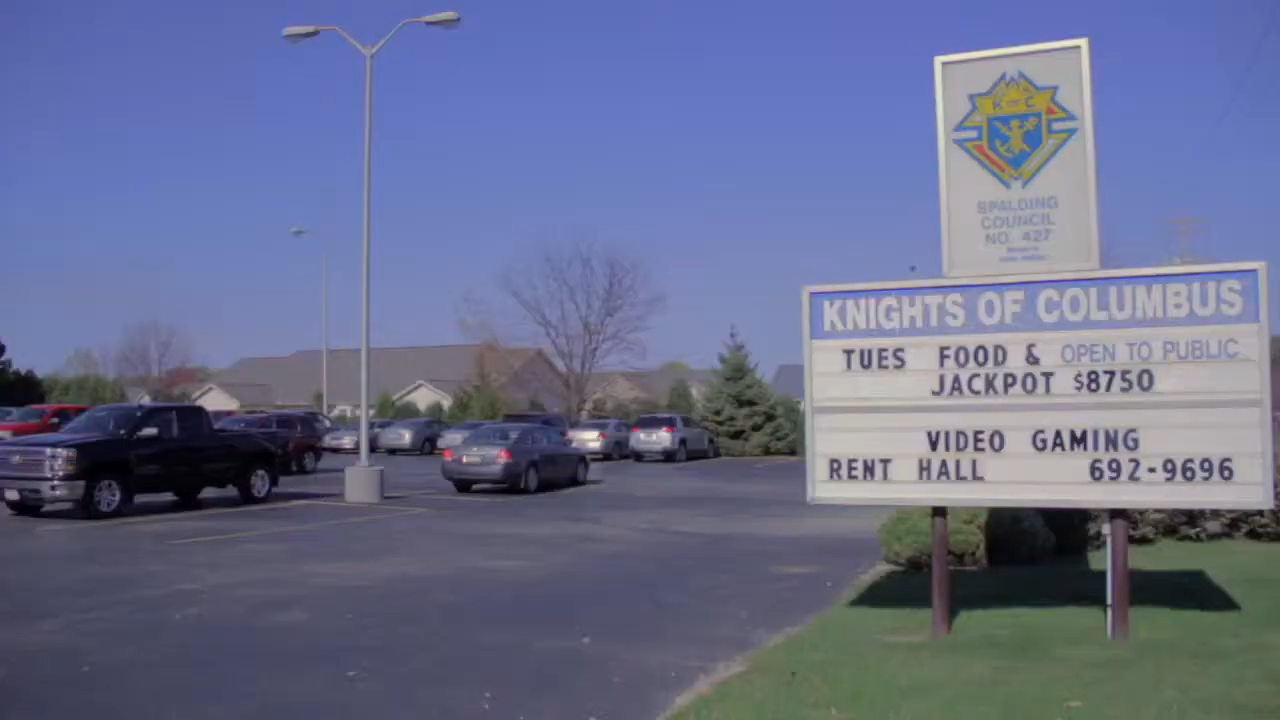 K OF C
SPALDING
COUNCIL
NO. 427
KNIGHTS OF COLUMBUS
TUES FOOD & OPEN TO PUBLIC
JACKPOT $8750
VIDEO GAMING
RENT HALL 692-9696